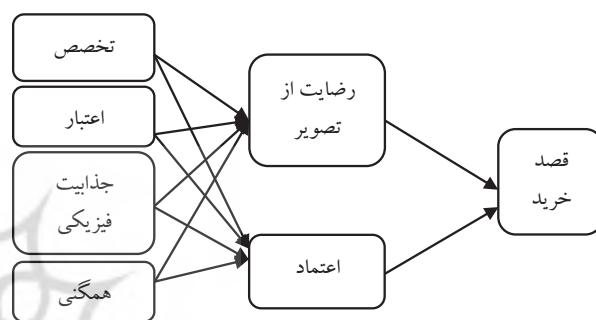 تخصص
اعتبار
جذابیت
فیزیکی
همگنی
رضایت از
تصویر
اعتماد
قصد
خرید